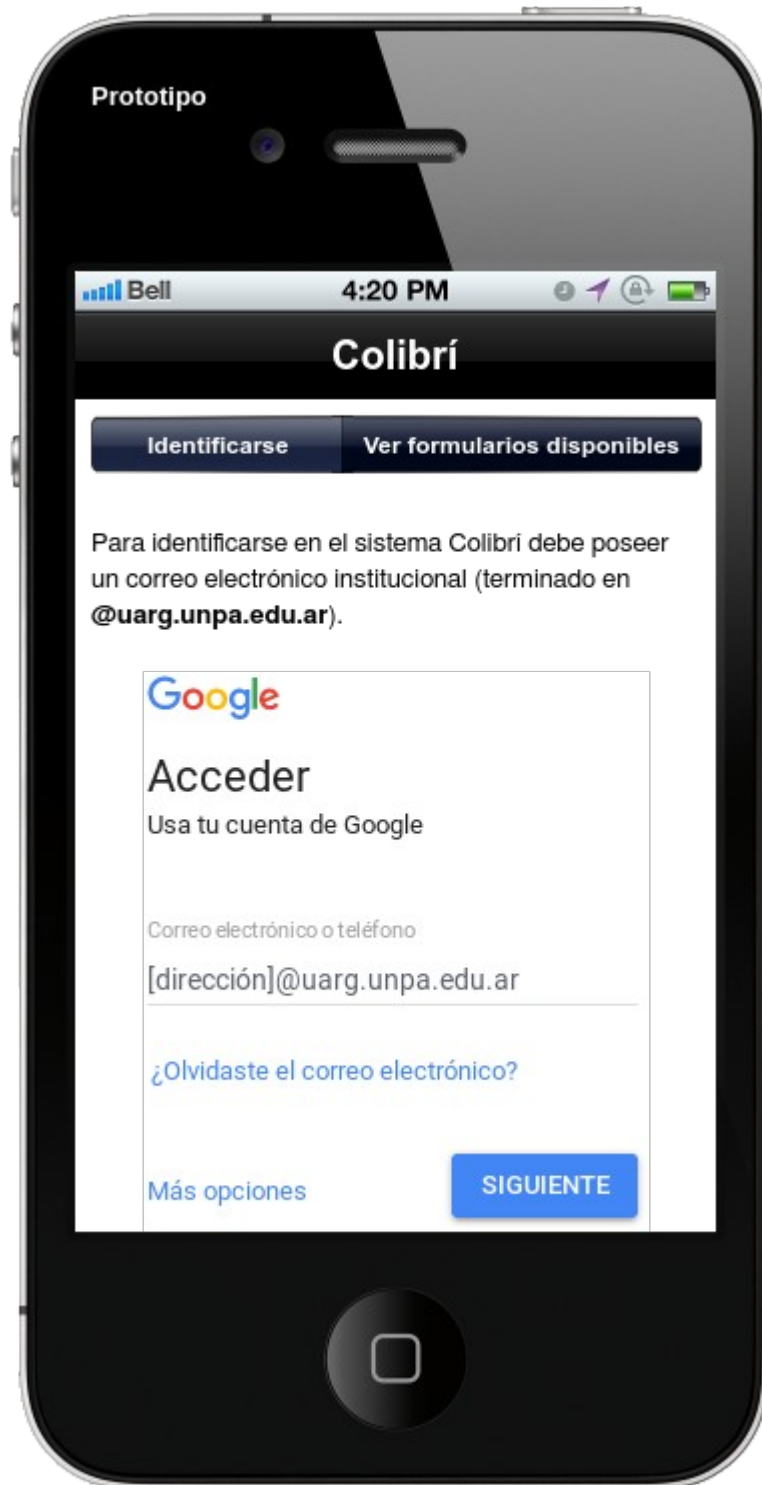 Prototipo
Bell 4:20 PM
Colibrí
Identificarse Ver formularios disponibles
Para identificarse en el sistema Colibrí debe poseer
un correo electrónico institucional (terminado en
@uarg.unpa.edu.ar).
Google
Acceder
Usa tu cuenta de Google
Correo electrónico o teléfono
[dirección]@uarg.unpa.edu.ar
¿Olvidaste el correo electrónico?
Más opciones SIGUIENTE